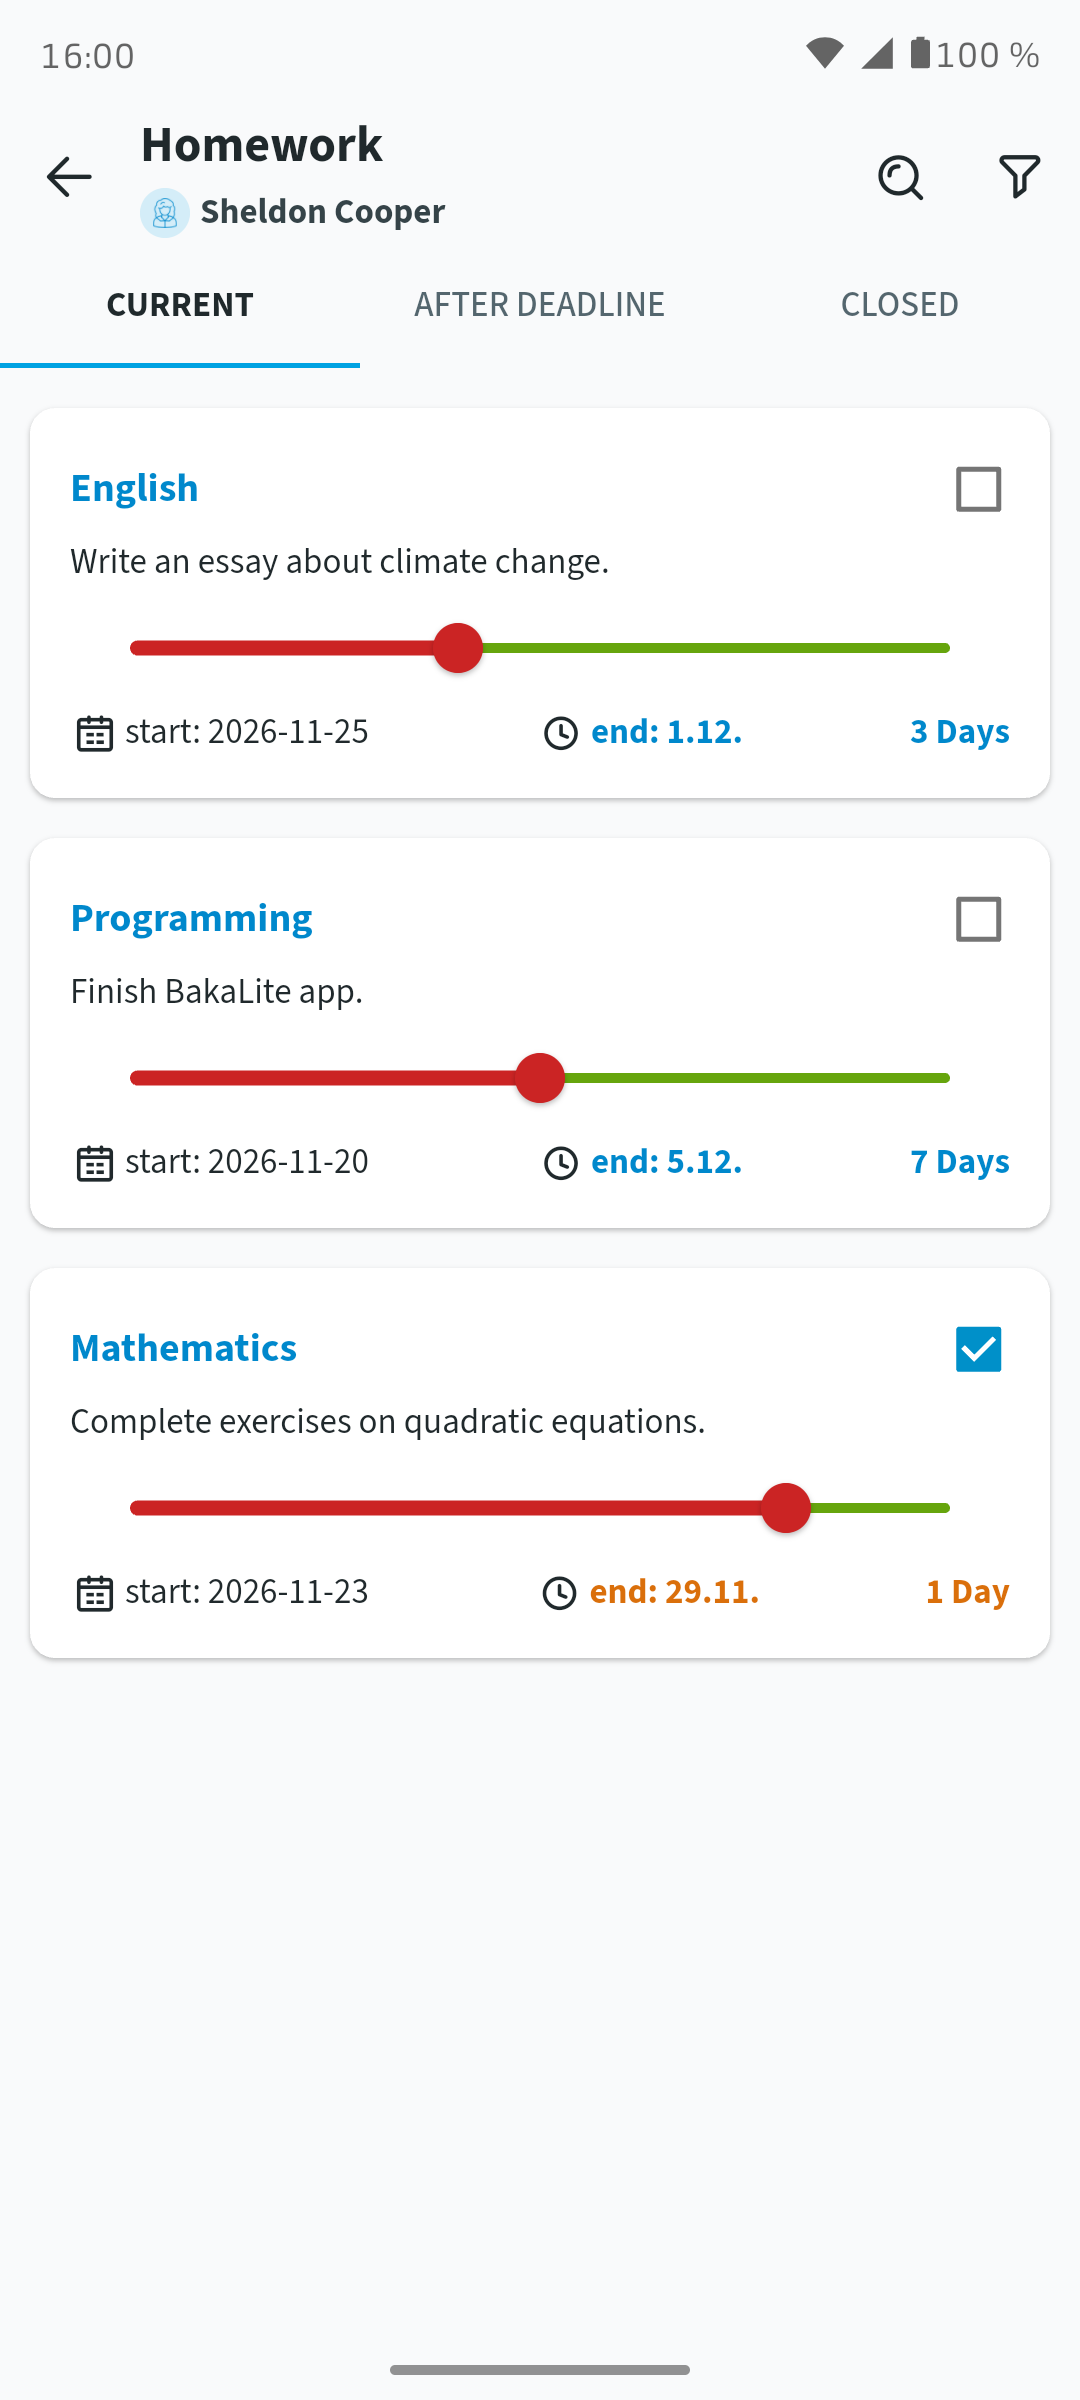 16:00
100 %
Homework
Sheldon Cooper
CURRENT
AFTER DEADLINE
CLOSED
English
Write an essay about climate change.
start: 2026-11-25
end: 1.12.
3 Days
Programming
Finish BakaLite app.
start: 2026-11-20
end: 5.12.
7 Days
Mathematics
Complete exercises on quadratic equations.
start: 2026-11-23
end: 29.11.
1 Day